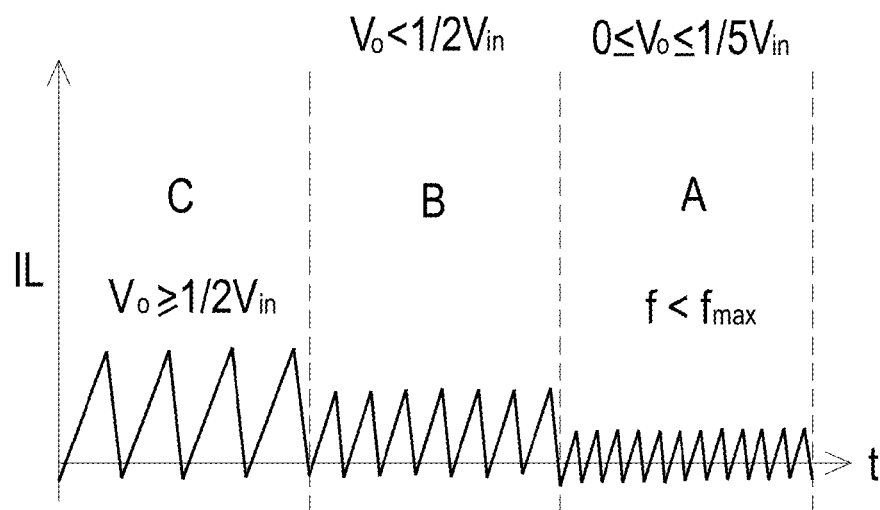 Vo<1/2Vin
0≤Vo≤1/5Vin
C
B
A
IL
Vo≥1/2Vin
f < fmax
t